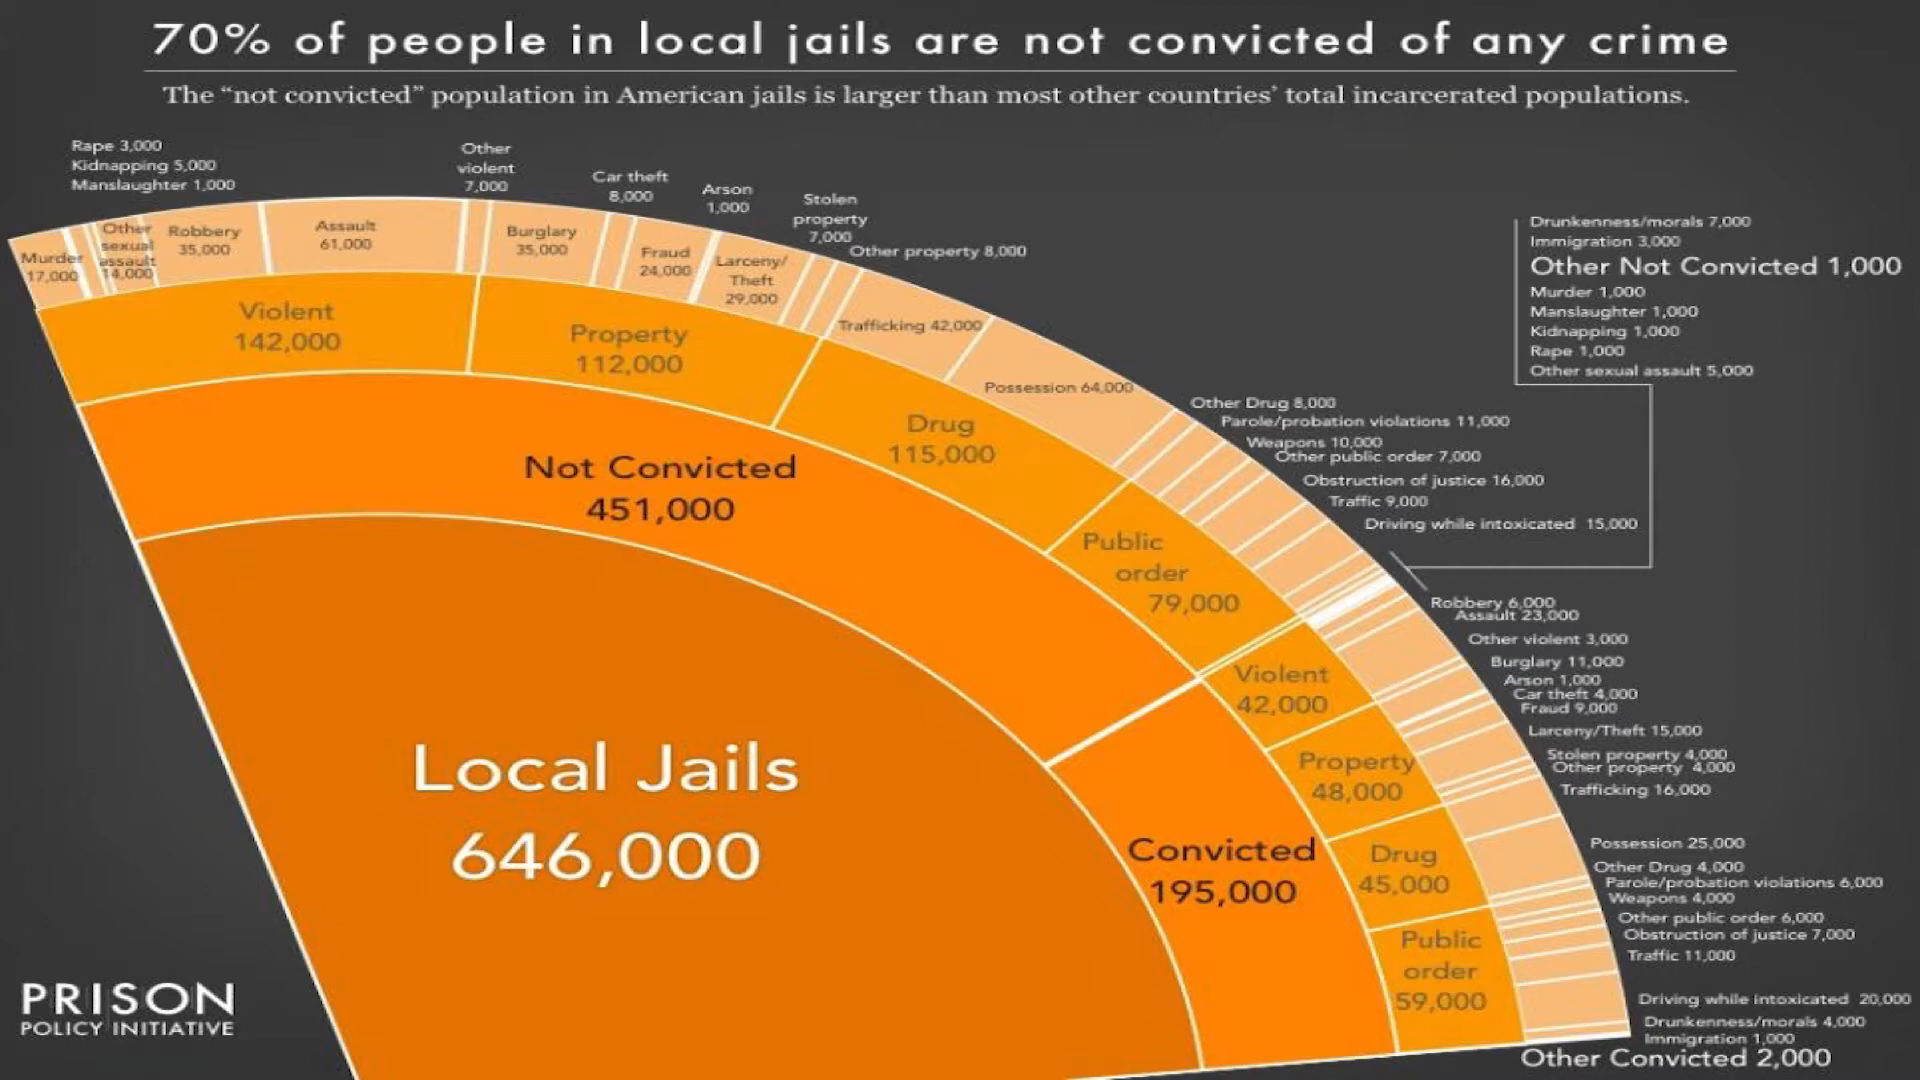 70% of people in local jails are not convicted of any crime
The “not convicted” population in American jails is larger than most other countries’ total incarcerated populations.
Rape 3,000
Kidnapping 5,000
Manslaughter 1,000
Other
violent
7,000
Car theft
8,000
Arson
1,000
Stolen
property
7,000
Other property 8,000
Murder
17,000
Other
sexual
assault
14,000
Robbery
35,000
Assault
61,000
Burglary
35,000
Fraud
24,000
Larceny/
Theft
29,000
Trafficking 42,000
Possession 64,000
Violent
142,000
Property
112,000
Drug
115,000
Public
order
79,000
Not Convicted
451,000
Drunkenness/morals 7,000
Immigration 3,000
Other Not Convicted 1,000
Murder 1,000
Manslaughter 1,000
Kidnapping 1,000
Rape 1,000
Other sexual assault 5,000
Other Drug 8,000
Parole/probation violations 11,000
Weapons 10,000
Other public order 7,000
Obstruction of justice 16,000
Traffic 9,000
Driving while intoxicated 15,000
Robbery 6,000
Assault 23,000
Other violent 3,000
Burglary 11,000
Arson 1,000
Car theft 4,000
Fraud 9,000
Larceny/Theft 15,000
Stolen property 4,000
Other property 4,000
Trafficking 16,000
Possession 25,000
Other Drug 4,000
Parole/probation violations 6,000
Weapons 4,000
Other public order 6,000
Obstruction of justice 7,000
Traffic 11,000
Driving while intoxicated 20,000
Drunkenness/morals 4,000
Immigration 1,000
Other Convicted 2,000
Violent
42,000
Property
48,000
Drug
45,000
Public
order
59,000
Convicted
195,000
Local Jails
646,000
PRISON
POLICY INITIATIVE